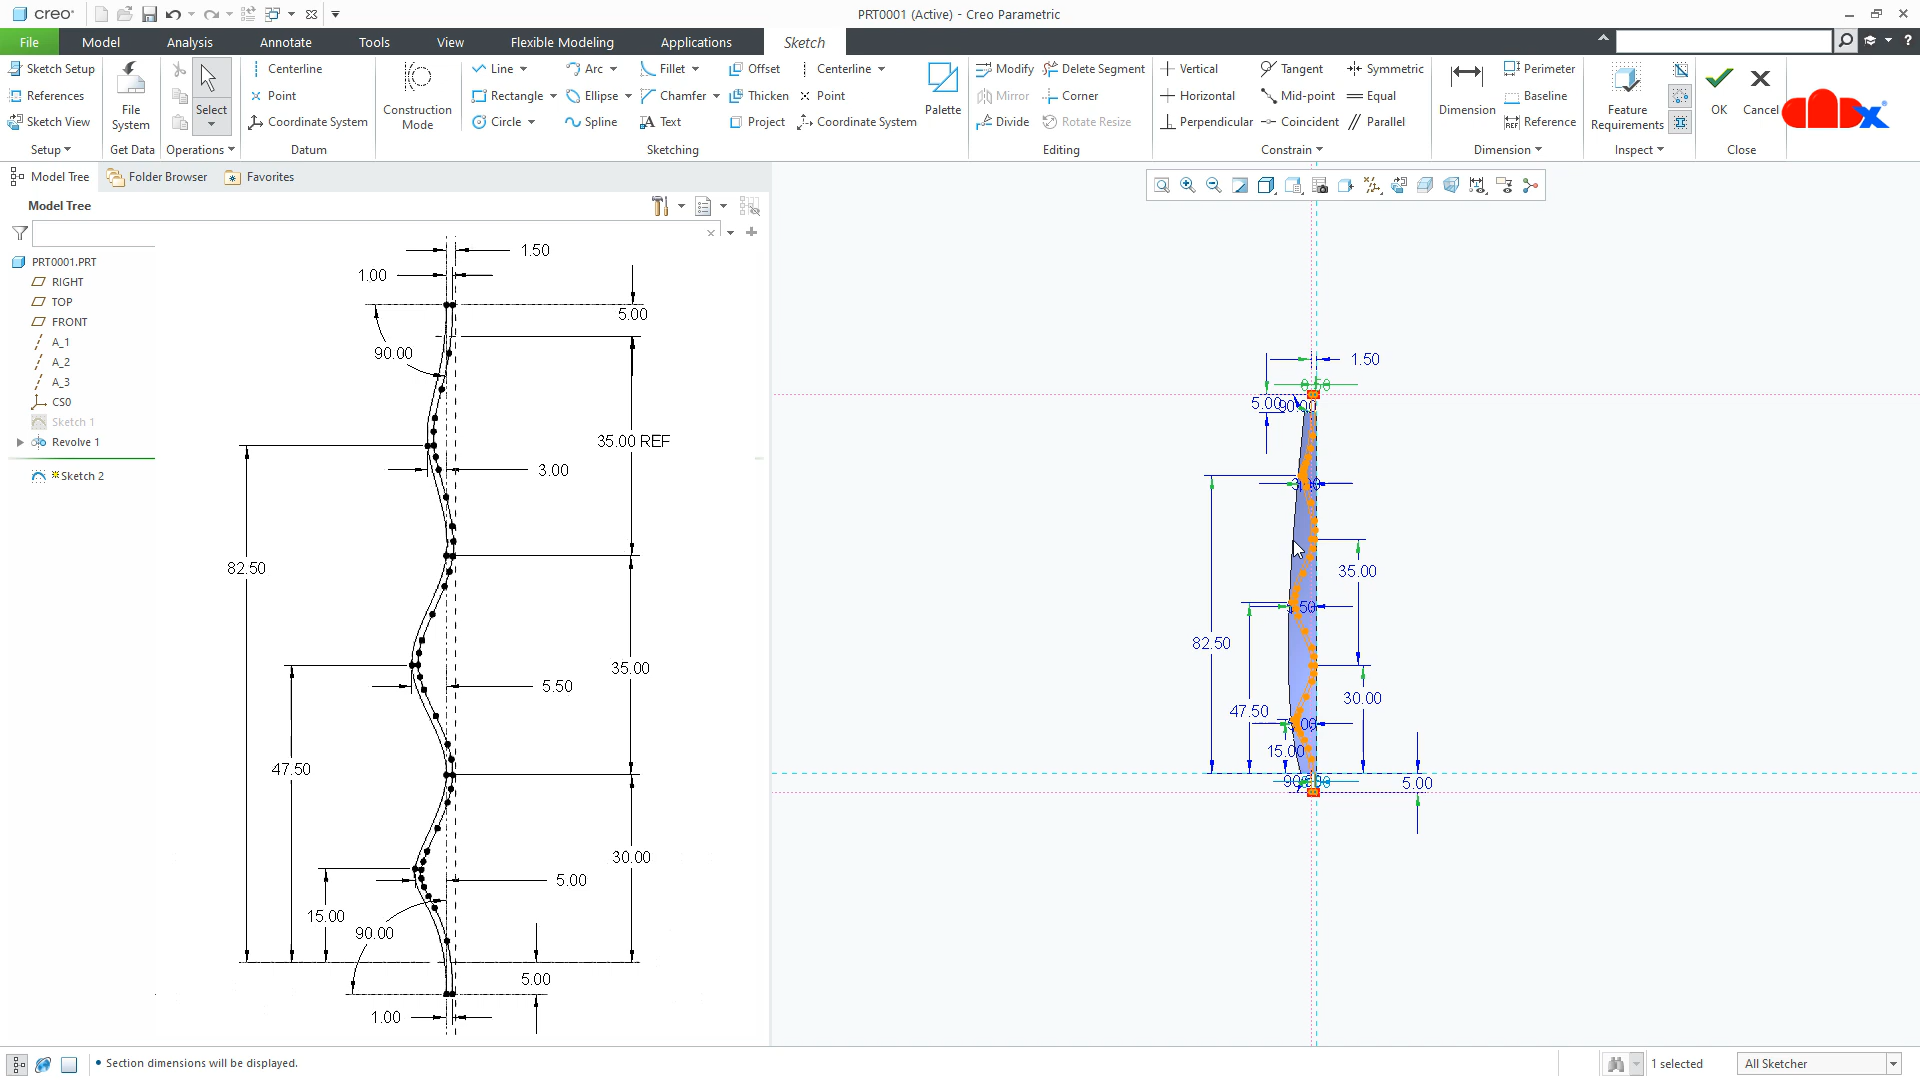 creo
PRT0001 (Active) - Creo Parametric
File Model Analysis Annotate Tools View Flexible Modeling Applications Sketch
Sketch Setup
References
Sketch View
Setup
File System
Get Data
Select
Operations
Centerline
Point
Coordinate System
Datum
Construction Mode
Line Arc Fillet Offset Centerline
Rectangle Ellipse Chamfer Thicken Point
Circle Spline Text Project Coordinate System
Palette
Sketching
Modify Delete Segment
Mirror Corner
Divide Rotate Resize
Editing
Vertical Tangent Symmetric
Horizontal Mid-point Equal
Perpendicular Coincident Parallel
Constrain
Dimension
Perimeter
Baseline
REF Reference
Dimension
Feature Requirements
Inspect
OK Cancel
Close
Model Tree Folder Browser Favorites
Model Tree
PRT0001.PRT
RIGHT
TOP
FRONT
A_1
A_2
A_3
CS0
Sketch 1
Revolve 1
Sketch 2
1.50
1.00
5.00
90.00
35.00 REF
3.00
82.50
35.00
5.50
47.50
30.00
5.00
15.00
90.00
5.00
1.00
1.50
5.00
90.00
35.00
82.50
30.00
47.50
15.00
5.00
Section dimensions will be displayed.
1 selected
All Sketcher